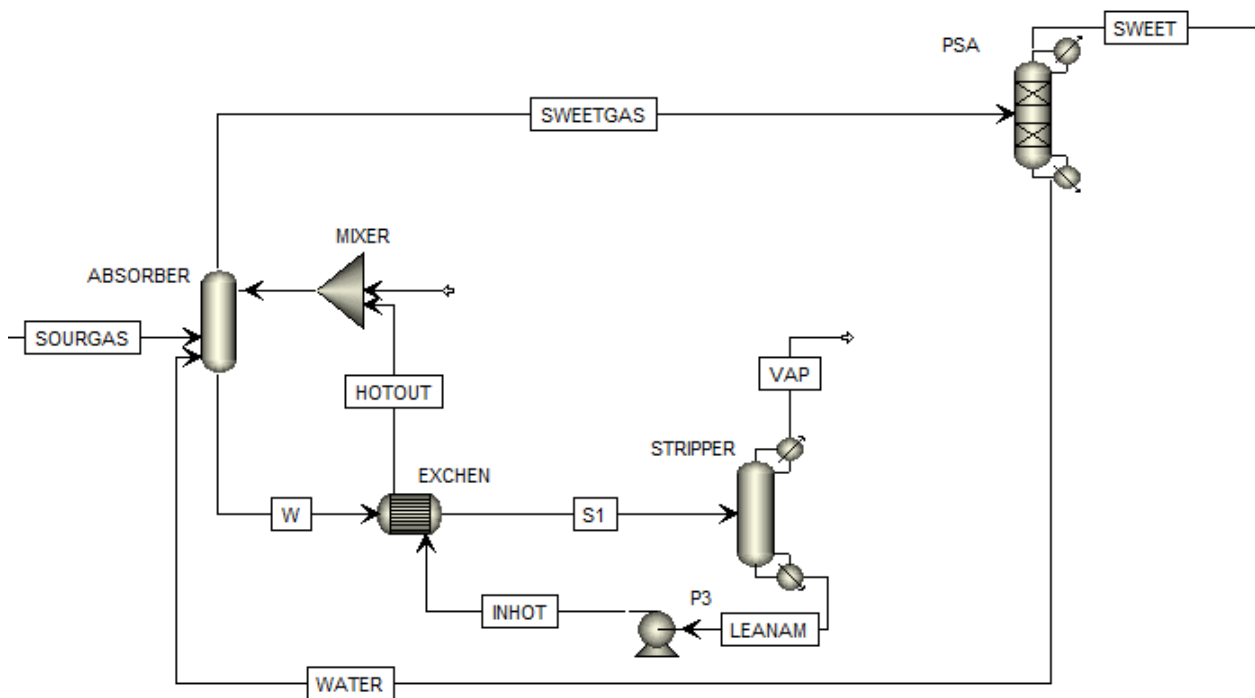 SWEET
PSA
SWEETGAS
MIXER
ABSORBER
SOURGAS
HOTOUT
VAP
STRIPPER
EXCHEN
W
S1
INHOT
P3
LEANAM
WATER